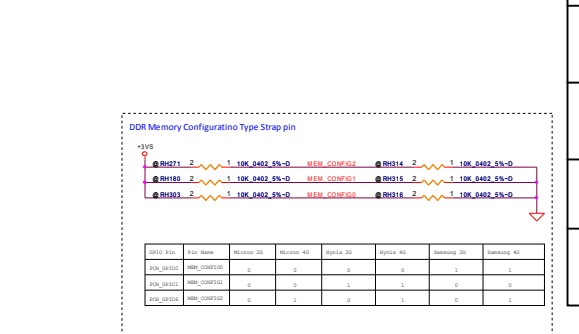 DDR Memory Configuratino Type Strap pin
+3VS
@ RH271 2 1 10K_0402_5%~D MEM_CONFIG2 @ RH314 2 1 10K_0402_5%~D
@ RH180 2 1 10K_0402_5%~D MEM_CONFIG1 @ RH315 2 1 10K_0402_5%~D
@ RH303 2 1 10K_0402_5%~D MEM_CONFIG0 @ RH316 2 1 10K_0402_5%~D
GPIO Pin Pin Name Micron 2G Micron 4G Hynix 2G Hynix 4G Samsung 2G Samsung 4G
PCH_GPIO0 MEM_CONFIG0 0 0 0 0 1 1
PCH_GPIO1 MEM_CONFIG1 0 0 1 1 0 0
PCH_GPIO6 MEM_CONFIG2 0 1 0 1 0 1